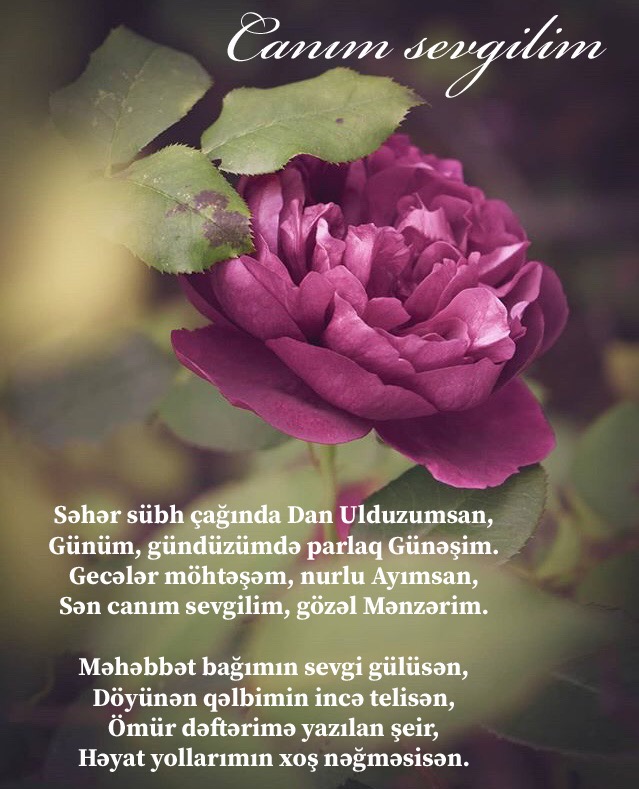 Canım sevgilim
Səhər sübh çağında Dan Ulduzumsan,
Günüm, gündüzümdə parlaq Günəşim.
Gecələr möhtəşəm, nurlu Ayımsan,
Sən canım sevgilim, gözəl Mənzərim.
Məhəbbət bağımın sevgi gülüsən,
Döyünən qəlbimin incə telisən,
Ömür dəftərimə yazılan şeir,
Həyat yollarımın xoş nəğməsisən.